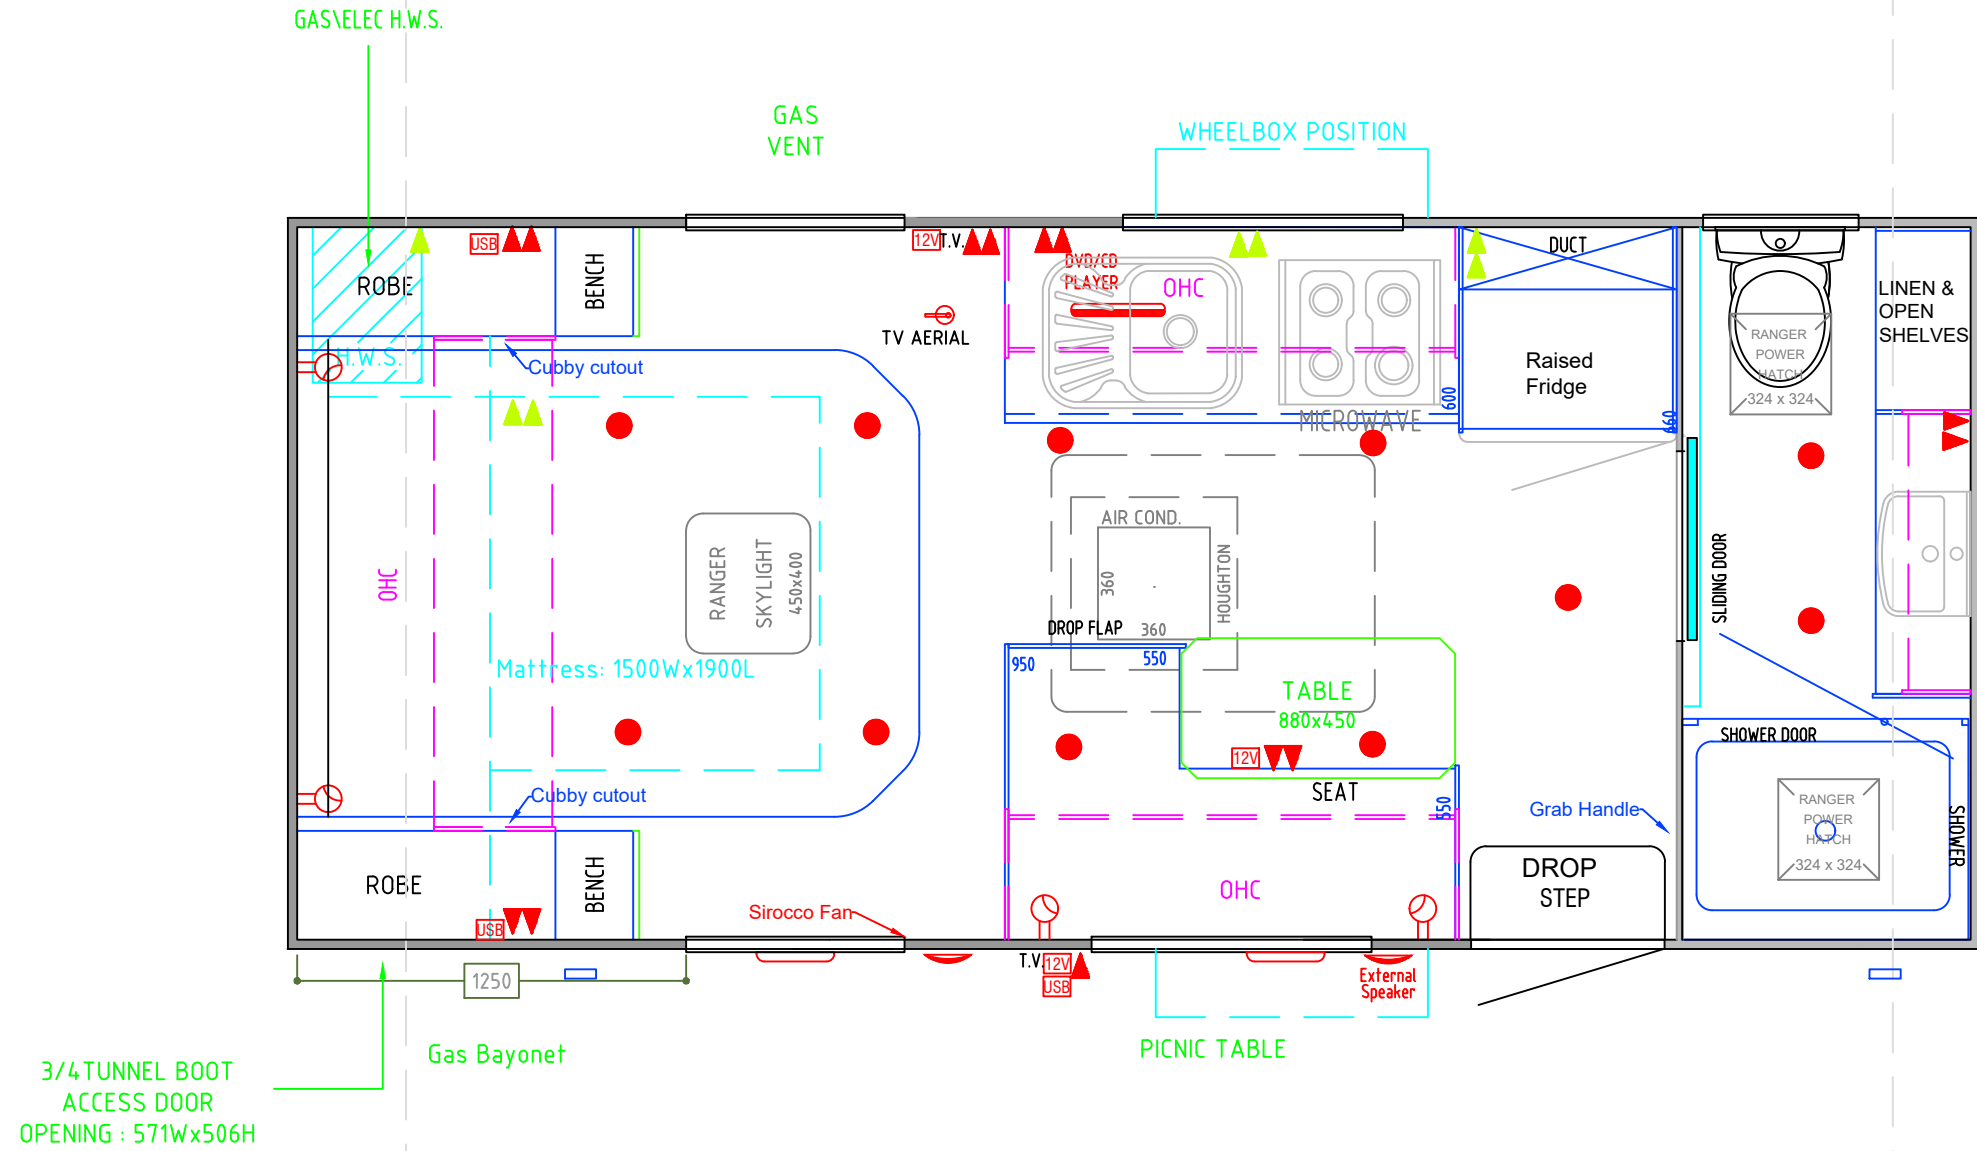 GAS\ELEC H.W.S.
GAS
VENT
WHEELBOX POSITION
USB
12V
T.V.
DVD/CD
PLAYER
OHC
DUCT
ROBE
BENCH
TV AERIAL
H.W.S.
Cubby cutout
Raised
Fridge
600
660
MICROWAVE
LINEN &
OPEN
SHELVES
RANGER
POWER
HATCH
324 x 324
OHC
RANGER
SKYLIGHT
450x400
AIR COND.
360
HOUGHTON
360
DROP FLAP
950
550
SLIDING DOOR
Mattress: 1500Wx1900L
TABLE
880x450
12V
SEAT
550
SHOWER DOOR
Cubby cutout
Grab Handle
RANGER
POWER
HATCH
324 x 324
SHOWER
ROBE
BENCH
USB
Sirocco Fan
OHC
DROP
STEP
1250
T.V.
12V
USB
External
Speaker
Gas Bayonet
PICNIC TABLE
3/4TUNNEL BOOT
ACCESS DOOR
OPENING : 571Wx506H